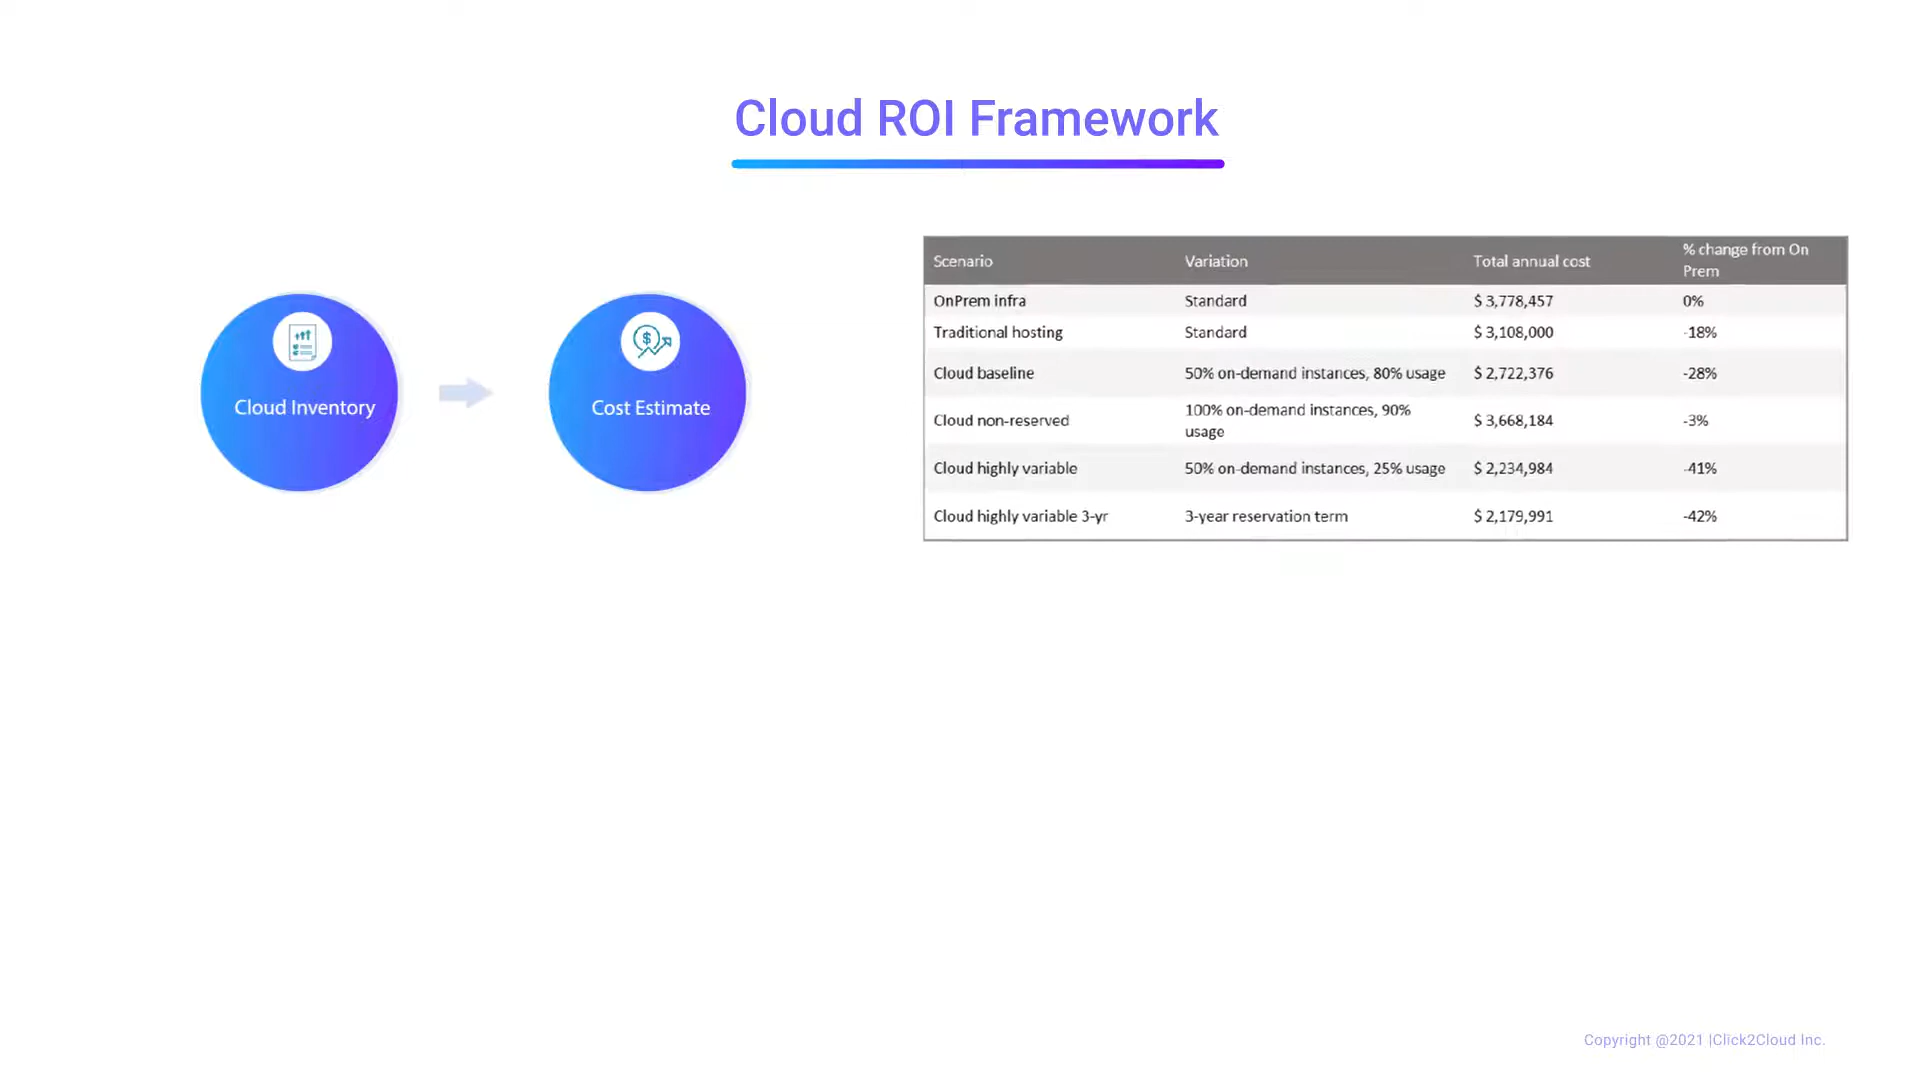 Cloud ROI Framework
Cloud Inventory
Cost Estimate
Scenario Variation Total annual cost % change from On
Prem
OnPrem infra Standard $ 3,778,457 0%
Traditional hosting Standard $ 3,108,000 -18%
Cloud baseline 50% on-demand instances, 80% usage $ 2,722,376 -28%
Cloud non-reserved 100% on-demand instances, 90%
usage $ 3,668,184 -3%
Cloud highly variable 50% on-demand instances, 25% usage $ 2,234,984 -41%
Cloud highly variable 3-yr 3-year reservation term $ 2,179,991 -42%
Copyright @2021 |Click2Cloud Inc.